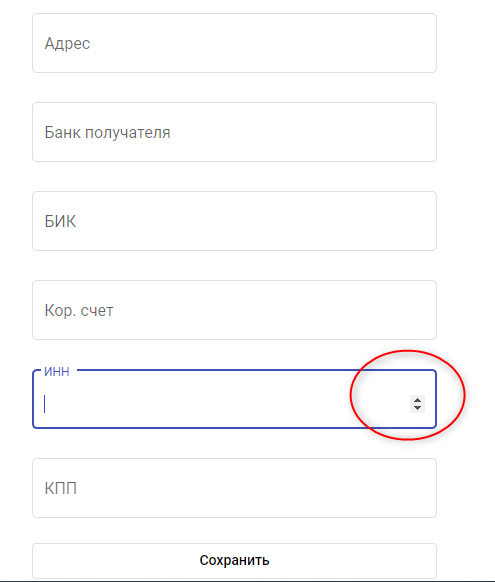 Адрес
Банк получателя
БИК
Кор. счет
ИНН
КПП
Сохранить